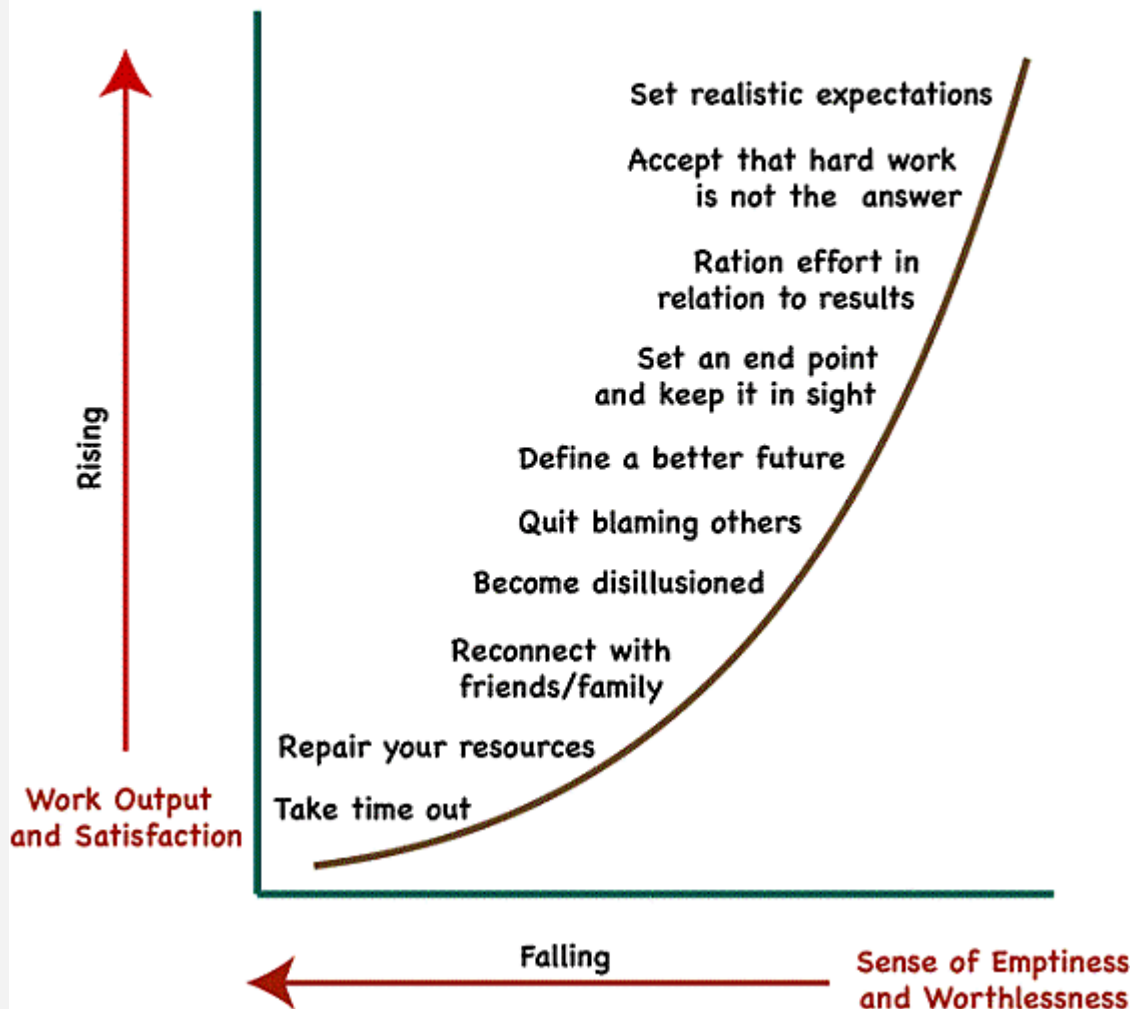 Set realistic expectations
Accept that hard work
is not the answer
Ration effort in
relation to results
Set an end point
and keep it in sight
Rising
Define a better future
Quit blaming others
Become disillusioned
Reconnect with
friends/family
Repair your resources
Take time out
Work Output
and Satisfaction
Falling
Sense of Emptiness
and Worthlessness